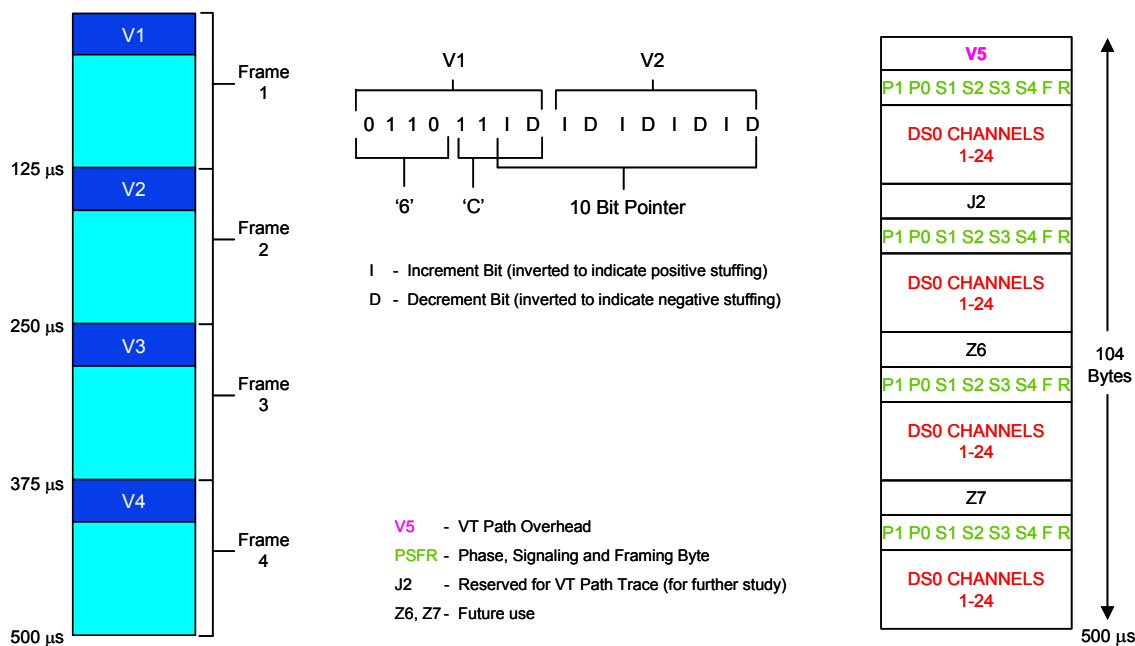 V1
Frame
1
125 μs
V2
Frame
2
250 μs
V3
Frame
3
375 μs
V4
Frame
4
500 μs
V1 V2
0 1 1 0 1 1 I D I D I D I D I D
‘6’ ‘C’ 10 Bit Pointer
I - Increment Bit (inverted to indicate positive stuffing)
D - Decrement Bit (inverted to indicate negative stuffing)
V5 - VT Path Overhead
PSFR - Phase, Signaling and Framing Byte
J2 - Reserved for VT Path Trace (for further study)
Z6, Z7 - Future use
V5
P1 P0 S1 S2 S3 S4 F R
DS0 CHANNELS
1-24
J2
P1 P0 S1 S2 S3 S4 F R
DS0 CHANNELS
1-24
Z6
P1 P0 S1 S2 S3 S4 F R
DS0 CHANNELS
1-24
Z7
P1 P0 S1 S2 S3 S4 F R
DS0 CHANNELS
1-24
104
Bytes
500 μs